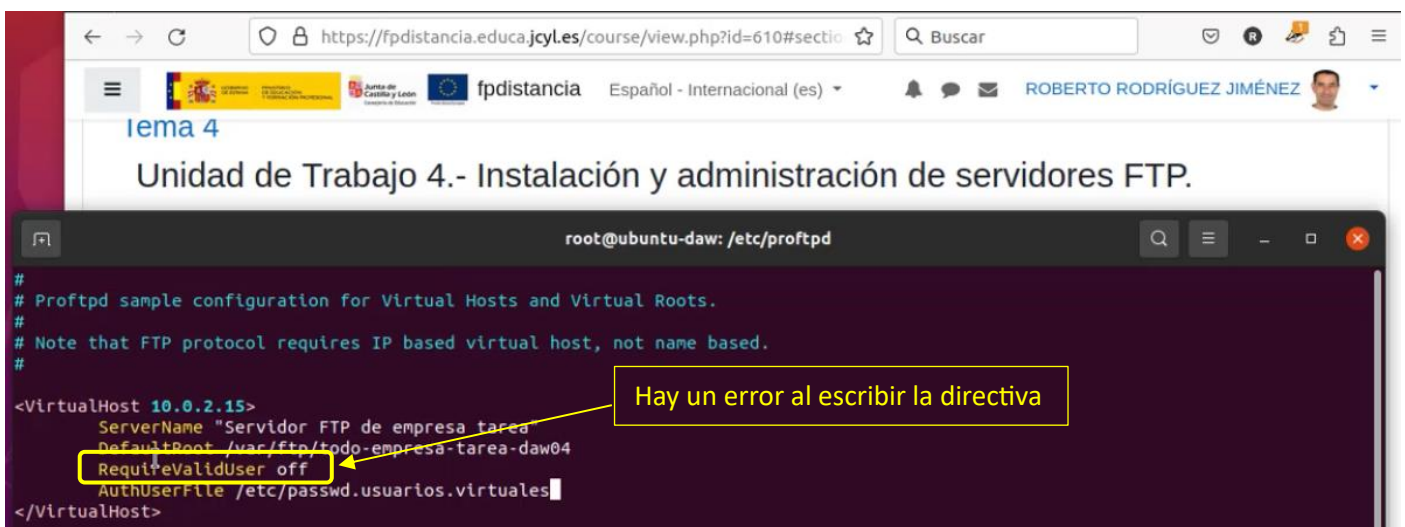 https://fpdistancia.educa.jcyl.es/course/view.php?id=610#sectio
Buscar
R
Junta de
Castilla y León
fpdistancia
Español - Internacional (es)
ROBERTO RODRÍGUEZ JIMÉNEZ
Tema 4
Unidad de Trabajo 4.- Instalación y administración de servidores FTP.
root@ubuntu-daw: /etc/proftpd
#
# Proftpd sample configuration for Virtual Hosts and Virtual Roots.
#
# Note that FTP protocol requires IP based virtual host, not name based.
#
Hay un error al escribir la directiva
<VirtualHost 10.0.2.15>
ServerName "Servidor FTP de empresa tarea"
DefaultRoot /var/ftp/todo-empresa-tarea-daw04
RequireValidUser off
AuthUserFile /etc/passwd.usuarios.virtuales
</VirtualHost>